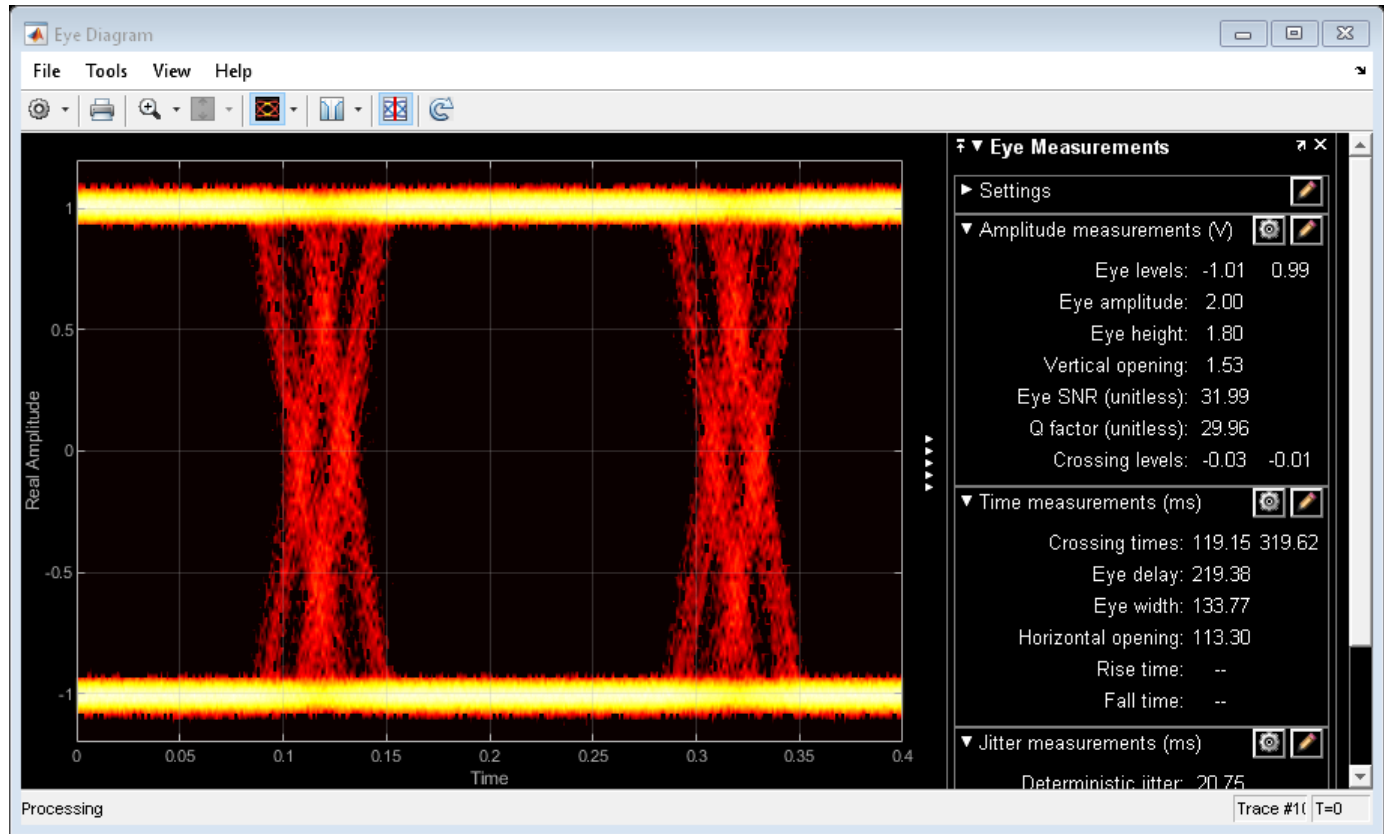 Eye Diagram
File Tools View Help
1
0.5
0
-0.5
-1
Real Amplitude
0 0.05 0.1 0.15 0.2 0.25 0.3 0.35 0.4
Time
Eye Measurements
Settings
Amplitude measurements (V)
Eye levels: -1.01 0.99
Eye amplitude: 2.00
Eye height: 1.80
Vertical opening: 1.53
Eye SNR (unitless): 31.99
Q factor (unitless): 29.96
Crossing levels: -0.03 -0.01
Time measurements (ms)
Crossing times: 119.15 319.62
Eye delay: 219.38
Eye width: 133.77
Horizontal opening: 113.30
Rise time: --
Fall time: --
Jitter measurements (ms)
Deterministic jitter: 20.75
Processing
Trace #1( T=0